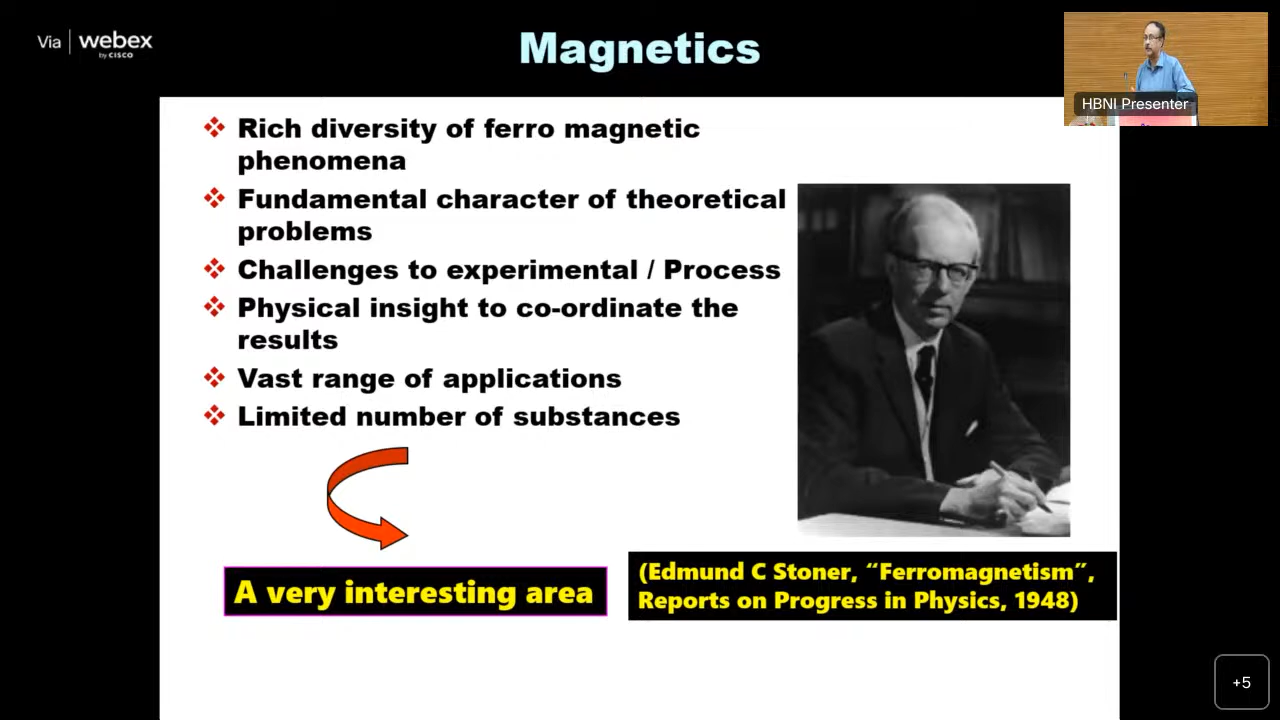 Via | webex
by CISCO
Magnetics
HBNI Presenter
❖ Rich diversity of ferro magnetic
phenomena
❖ Fundamental character of theoretical
problems
❖ Challenges to experimental / Process
❖ Physical insight to co-ordinate the
results
❖ Vast range of applications
❖ Limited number of substances
A very interesting area
(Edmund C Stoner, “Ferromagnetism”,
Reports on Progress in Physics, 1948)
+5